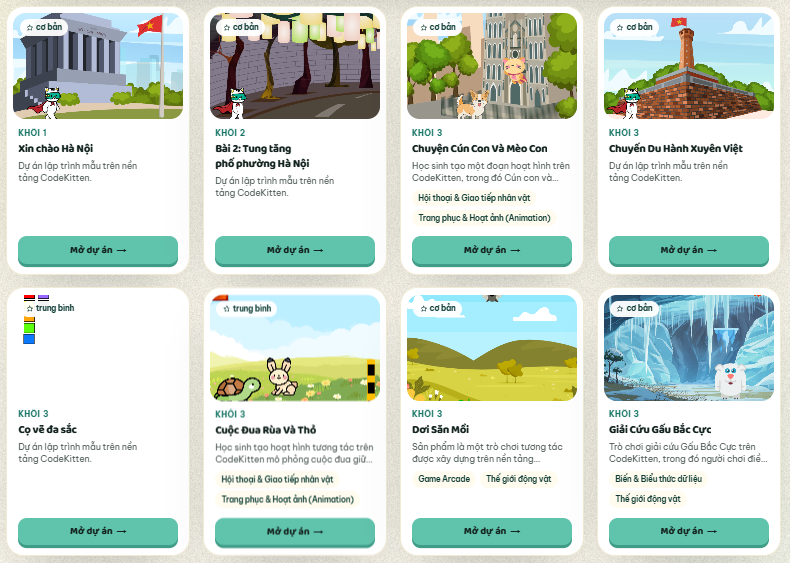 cơ bản
KHỐI 1
Xin chào Hà Nội
Dự án lập trình mẫu trên nền
tảng CodeKitten.
Mở dự án →
cơ bản
KHỐI 2
Bài 2: Tung tăng
phố phường Hà Nội
Dự án lập trình mẫu trên nền
tảng CodeKitten.
Mở dự án →
cơ bản
KHỐI 3
Chuyện Cún Con Và Mèo Con
Học sinh tạo một đoạn hoạt hình trên
CodeKitten, trong đó Cún con và...
Hội thoại & Giao tiếp nhân vật
Trang phục & Hoạt ảnh (Animation)
Mở dự án →
cơ bản
KHỐI 3
Chuyến Du Hành Xuyên Việt
Dự án lập trình mẫu trên nền
tảng CodeKitten.
Mở dự án →
trung bình
KHỐI 3
Cọ vẽ đa sắc
Dự án lập trình mẫu trên nền
tảng CodeKitten.
Mở dự án →
trung bình
KHỐI 3
Cuộc Đua Rùa Và Thỏ
Học sinh tạo hoạt hình tương tác trên
CodeKitten mô phỏng cuộc đua giữ...
Hội thoại & Giao tiếp nhân vật
Trang phục & Hoạt ảnh (Animation)
Mở dự án →
cơ bản
KHỐI 3
Dơi Săn Mồi
Sản phẩm là một trò chơi tương tác
được xây dựng trên nền tảng...
Game Arcade
Thế giới động vật
Mở dự án →
cơ bản
KHỐI 3
Giải Cứu Gấu Bắc Cực
Trò chơi giải cứu Gấu Bắc Cực trên
CodeKitten, trong đó người chơi điề...
Biến & Biểu thức dữ liệu
Thế giới động vật
Mở dự án →